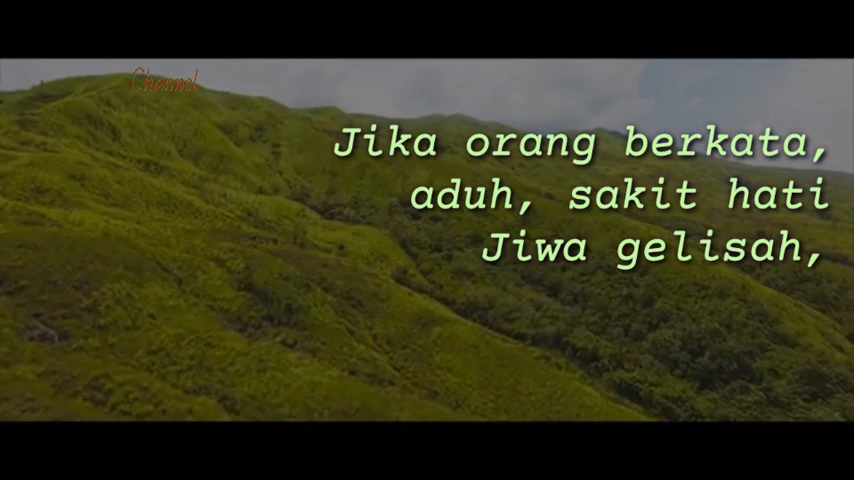 Channel
Jika orang berkata,
aduh, sakit hati
Jiwa gelisah,